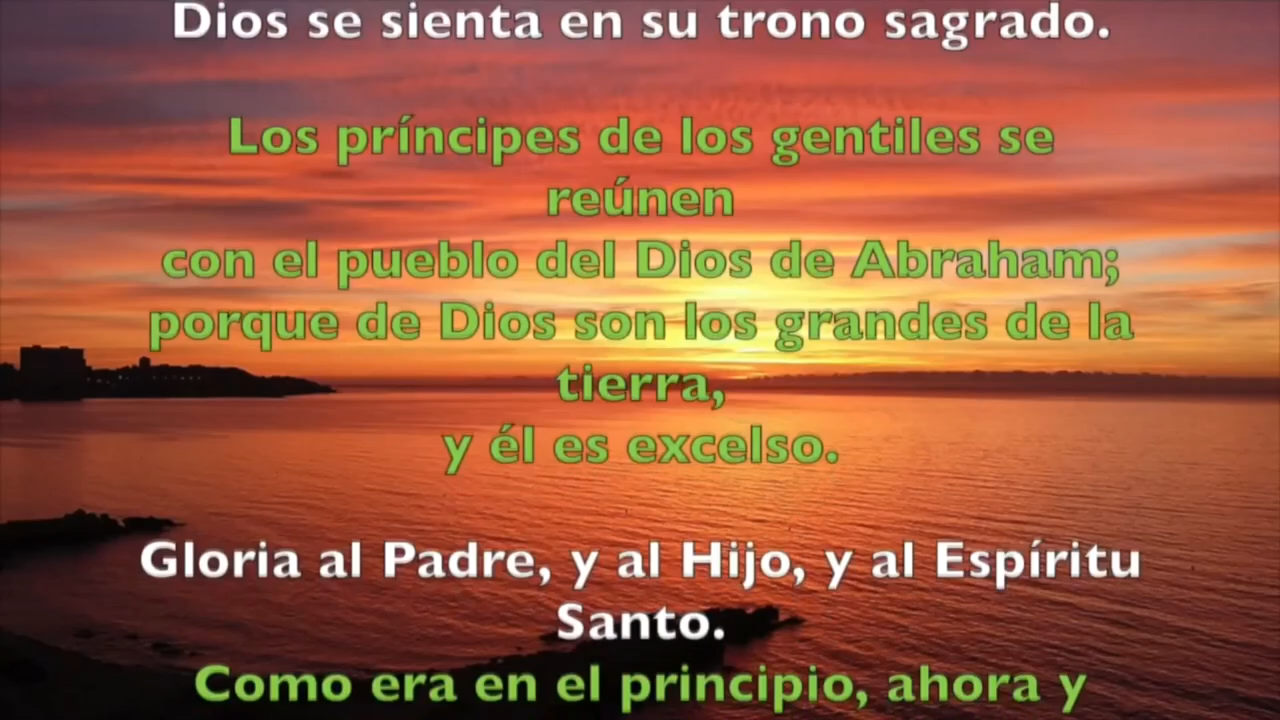 Dios se sienta en su trono sagrado.
Los príncipes de los gentiles se
reúnen
con el pueblo del Dios de Abraham;
porque de Dios son los grandes de la
tierra,
y él es excelso.
Gloria al Padre, y al Hijo, y al Espíritu
Santo.
Como era en el principio, ahora y